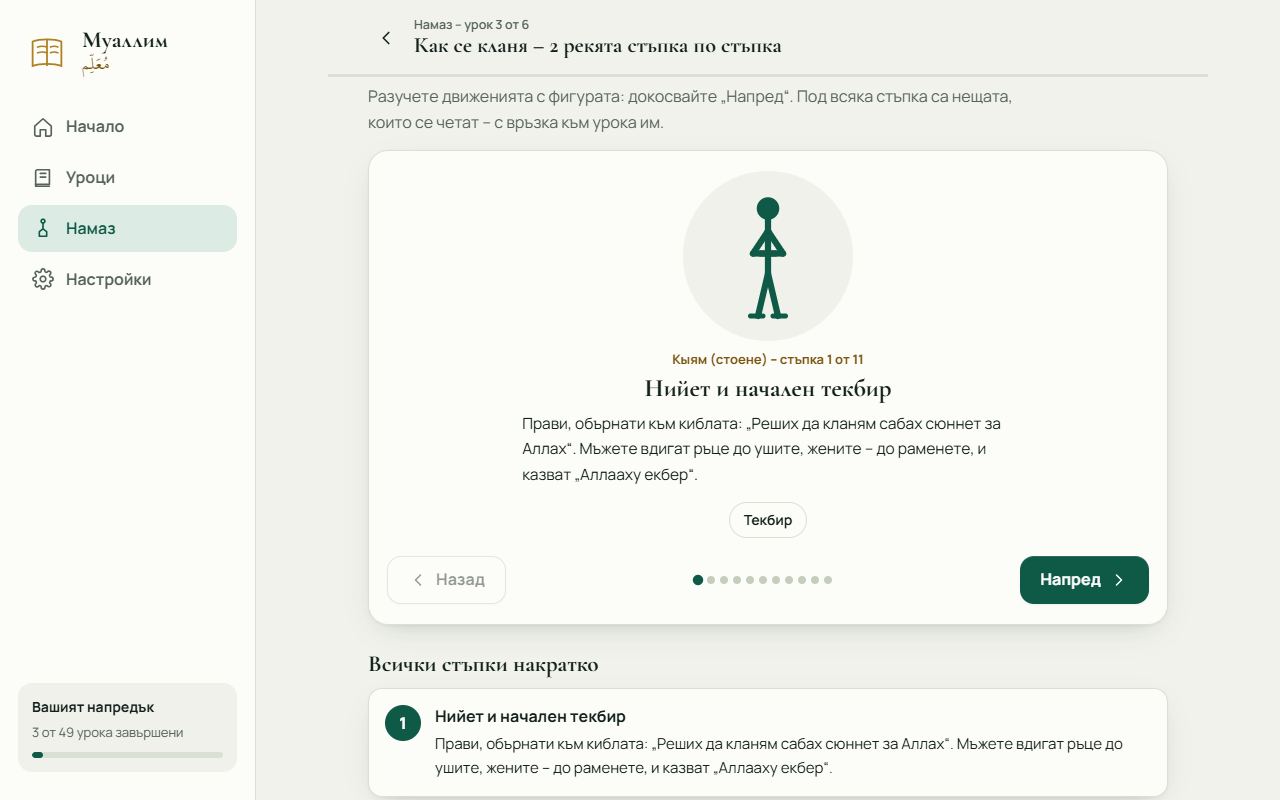 Муаллим
مُعَلِّم
Начало
Уроци
Намаз
Настройки
Вашият напредък
3 от 49 урока завършени
Намаз – урок 3 от 6
Как се кланя – 2 рекята стъпка по стъпка
Разучете движенията с фигурата: докосвайте „Напред“. Под всяка стъпка са нещата,
които се четат – с връзка към урока им.
Кыям (стоене) – стъпка 1 от 11
Нийет и начален текбир
Прави, обърнати към киблата: „Реших да кланям сабах сюннет за
Аллах“. Мъжете вдигат ръце до ушите, жените – до раменете, и
казват „Аллааху екбер“.
Текбир
Назад
Напред
Всички стъпки накратко
1
Нийет и начален текбир
Прави, обърнати към киблата: „Реших да кланям сабах сюннет за Аллах“. Мъжете вдигат ръце до
ушите, жените – до раменете, и казват „Аллааху екбер“.